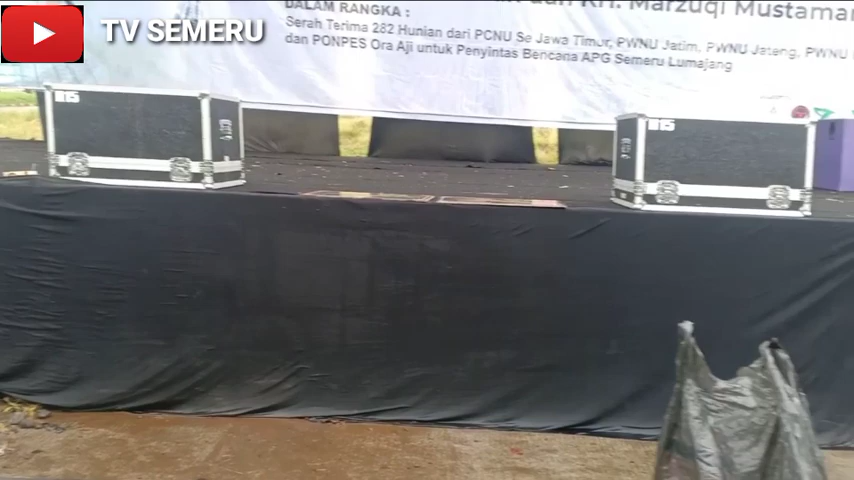 TV SEMERU
dan KH. Marzuqi Mustamar
DALAM RANGKA :
Serah Terima 282 Hunian dari PCNU Se Jawa Timur, PWNU Jatim, PWNU Jateng, PWNU
dan PONPES Ora Aji untuk Penyintas Bencana APG Semeru Lumajang